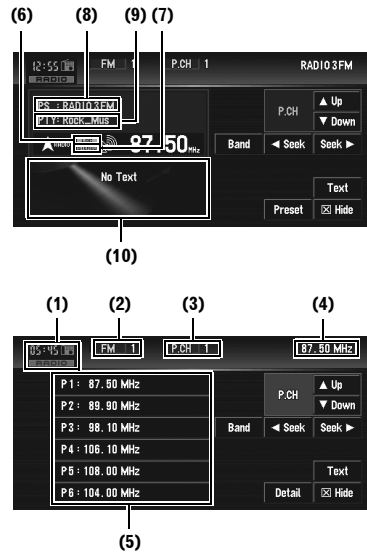 (6) (8) (9) (7)
12:55 FM 1 P.CH 1 RADIO 3FM
RADIO
PS : RADIO3FM
PTY: Rock_Mus
P.CH ▲ Up
▼ Down
RADIO 87.50 MHz Band ◄ Seek Seek ►
No Text
Text
Preset ☒ Hide
(10)
(1) (2) (3) (4)
05:45 FM 1 P.CH 1 87.50 MHz
RADIO
P1: 87.50 MHz
P2: 89.90 MHz
P3: 98.10 MHz
P4: 106.10 MHz
P5: 108.00 MHz
P6: 104.00 MHz
P.CH ▲ Up
▼ Down
Band ◄ Seek Seek ►
Text
Detail ☒ Hide
(5)